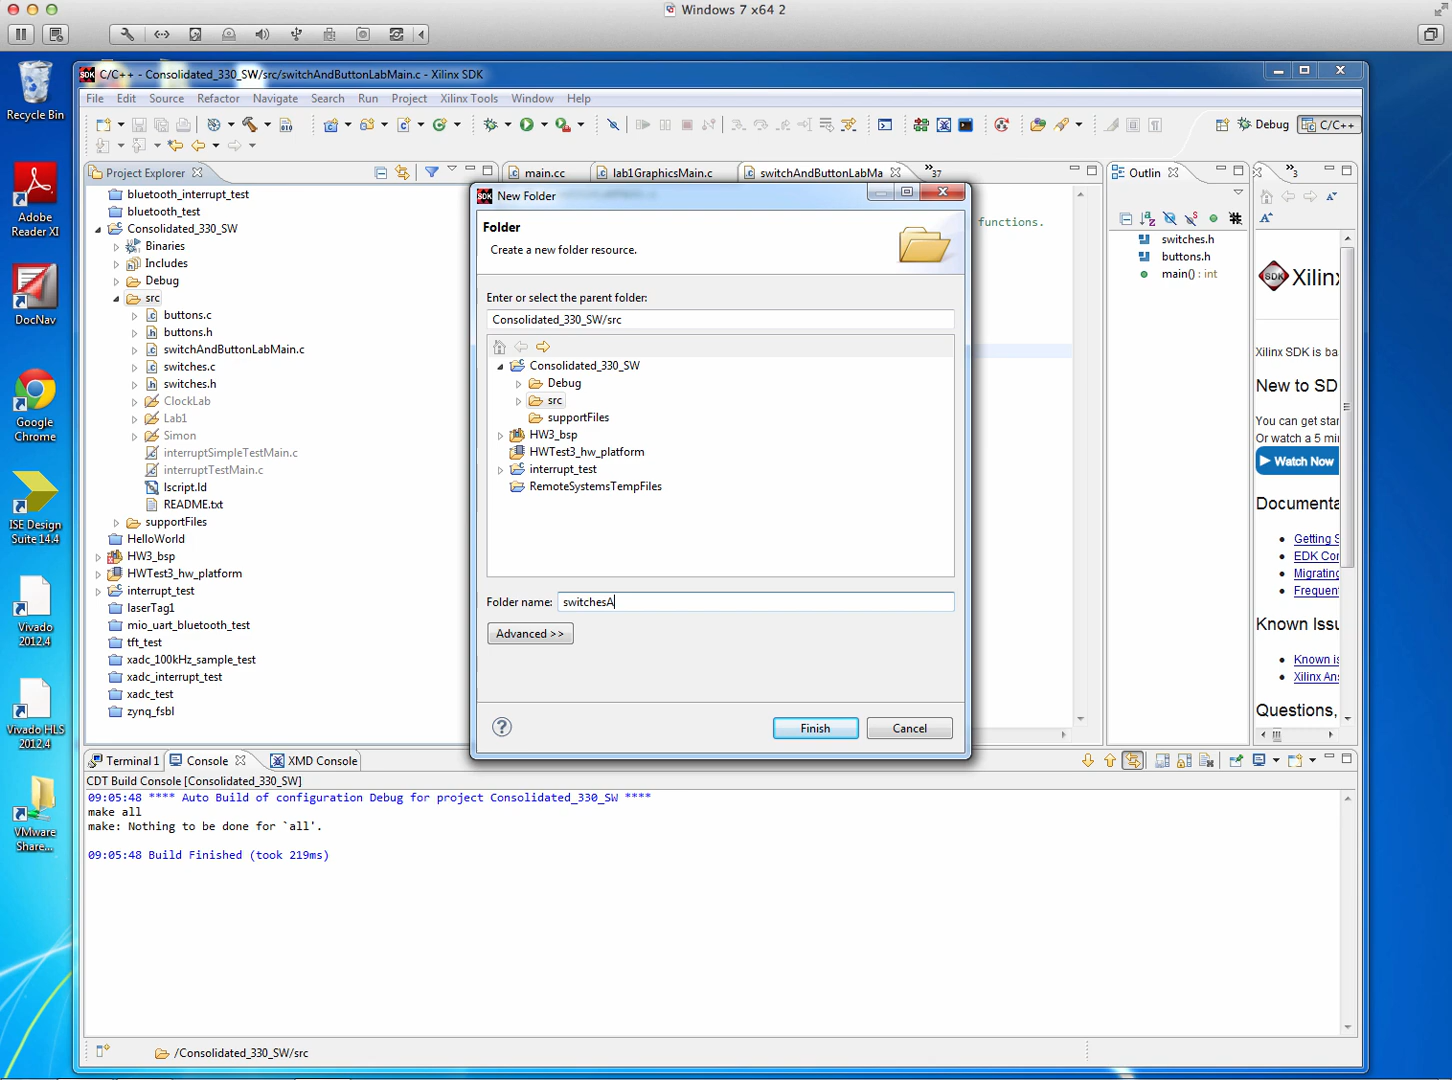 Windows 7 x64 2
Recycle Bin
Adobe
Reader XI
DocNav
Google
Chrome
ISE Design
Suite 14.4
Vivado
2012.4
Vivado HLS
2012.4
VMware
Share...
SDK C/C++ - Consolidated_330_SW/src/switchAndButtonLabMain.c - Xilinx SDK
File Edit Source Refactor Navigate Search Run Project Xilinx Tools Window Help
Debug C/C++
Project Explorer
bluetooth_interrupt_test
bluetooth_test
Consolidated_330_SW
Binaries
Includes
Debug
src
buttons.c
buttons.h
switchAndButtonLabMain.c
switches.c
switches.h
ClockLab
Lab1
Simon
interruptSimpleTestMain.c
interruptTestMain.c
lscript.ld
README.txt
supportFiles
HelloWorld
HW3_bsp
HWTest3_hw_platform
interrupt_test
laserTag1
mio_uart_bluetooth_test
tft_test
xadc_100kHz_sample_test
xadc_interrupt_test
xadc_test
zynq_fsbl
main.cc lab1GraphicsMain.c switchAndButtonLabMa »37
functions.
SDK New Folder
Folder
Create a new folder resource.
Enter or select the parent folder:
Consolidated_330_SW/src
Consolidated_330_SW
Debug
src
supportFiles
HW3_bsp
HWTest3_hw_platform
interrupt_test
RemoteSystemsTempFiles
Folder name: switchesA
Advanced >>
Finish Cancel
Outlin
switches.h
buttons.h
main() : int
»3
SDK Xilin
Xilinx SDK is ba
New to SD
You can get star
Or watch a 5 mi
Watch Now
Documenta
Getting S
EDK Con
Migrating
Frequen
Known Issu
Known is
Xilinx Ans
Questions,
Terminal 1 Console XMD Console
CDT Build Console [Consolidated_330_SW]
09:05:48 **** Auto Build of configuration Debug for project Consolidated_330_SW ****
make all
make: Nothing to be done for `all'.
09:05:48 Build Finished (took 219ms)
/Consolidated_330_SW/src